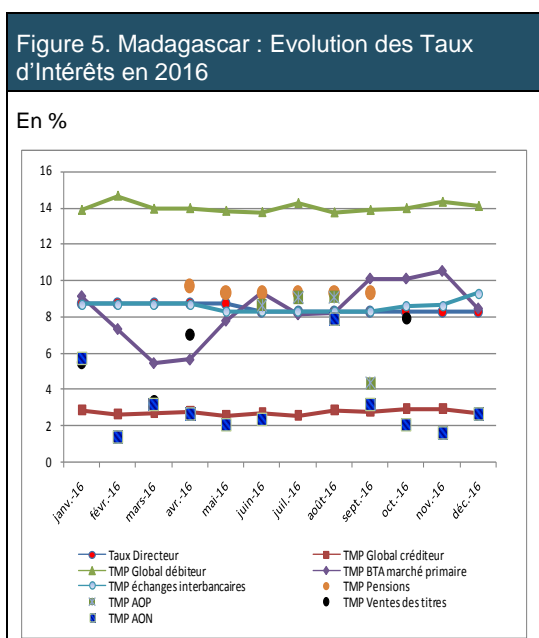 Figure 5. Madagascar : Evolution des Taux
d'Intérêts en 2016
En %
16
14
12
10
8
6
4
2
0
janv.-16
févr.-16
mars-16
avr.-16
mai-16
juin-16
juil.-16
août-16
sept.-16
oct.-16
nov.-16
déc.-16
Taux Directeur
TMP Global créditeur
TMP Global débiteur
TMP BTA marché primaire
TMP échanges interbancaires
TMP Pensions
TMP AOP
TMP Ventes des titres
TMP AON